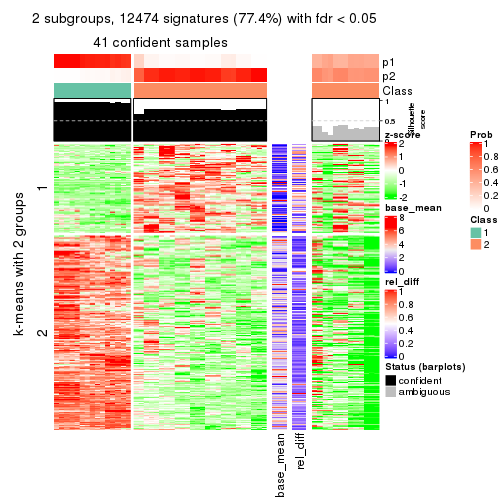 2 subgroups, 12474 signatures (77.4%) with fdr < 0.05
41 confident samples
p1
p2
Class
1
0.5
0
Silhouette
score
k-means with 2 groups
1
2
base_mean
rel_diff
z-score
2
1
0
-1
-2
base_mean
8
6
4
2
0
rel_diff
1
0.8
0.6
0.4
0.2
0
Status (barplots)
confident
ambiguous
Prob
1
0.8
0.6
0.4
0.2
0
Class
1
2